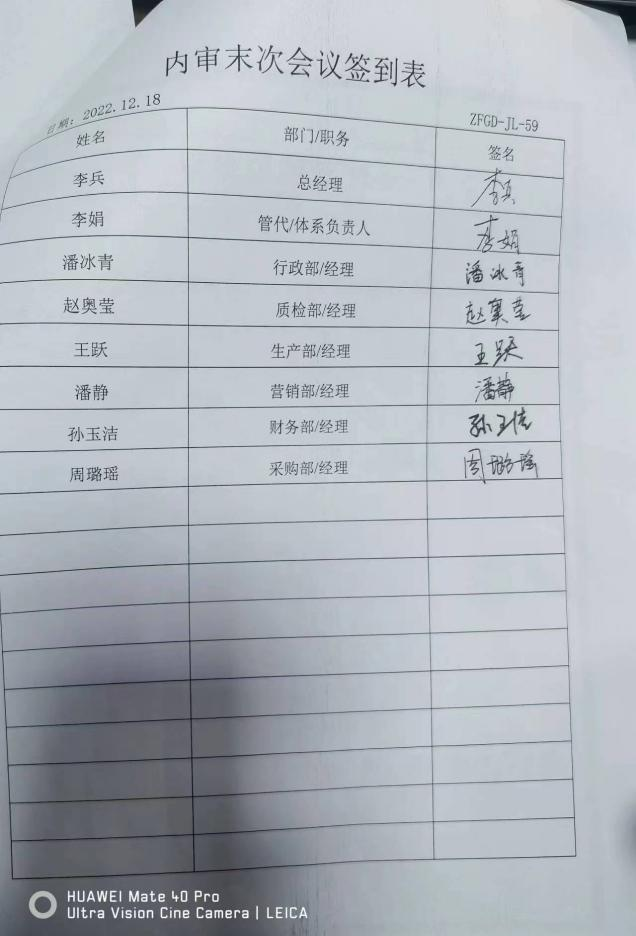 内审末次会议签到表
日期：2022.12.18
ZFGD-JL-59
姓名 部门/职务 签名
李兵 总经理 李兵
李娟 管代/体系负责人 李娟
潘冰青 行政部/经理 潘冰青
赵奥莹 质检部/经理 赵奥莹
王跃 生产部/经理 王跃
潘静 营销部/经理 潘静
孙玉洁 财务部/经理 孙玉洁
周璐瑶 采购部/经理 周璐瑶
HUAWEI Mate 40 Pro
Ultra Vision Cine Camera | LEICA